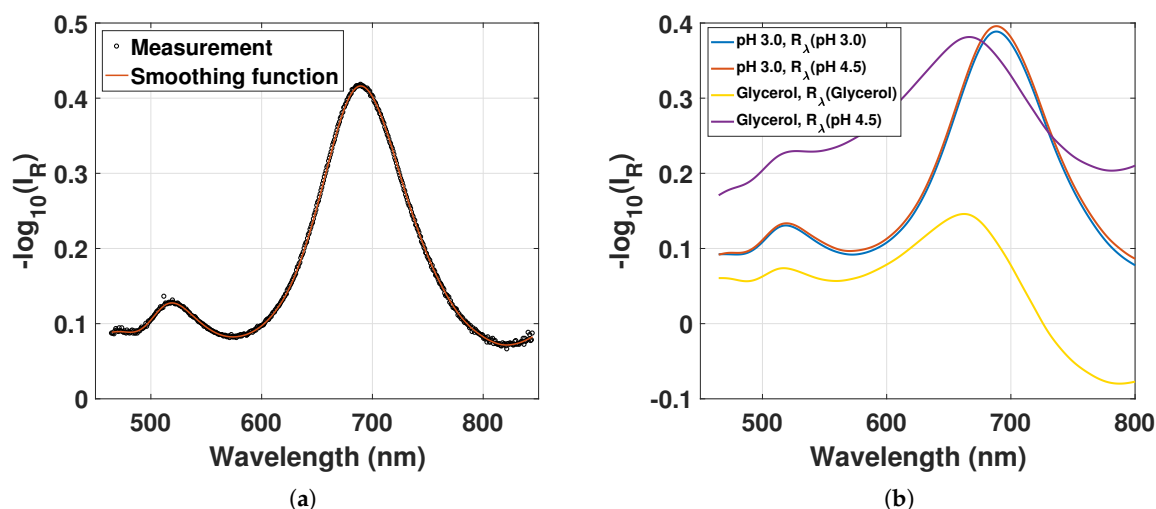 0.5
0.4
0.3
0.2
0.1
0
-log10(IR)
Measurement
Smoothing function
500 600 700 800
Wavelength (nm)
(a)
0.4
0.3
0.2
0.1
0
-0.1
-log10(IR)
pH 3.0, Rλ(pH 3.0)
pH 3.0, Rλ(pH 4.5)
Glycerol, Rλ(Glycerol)
Glycerol, Rλ(pH 4.5)
500 600 700 800
Wavelength (nm)
(b)